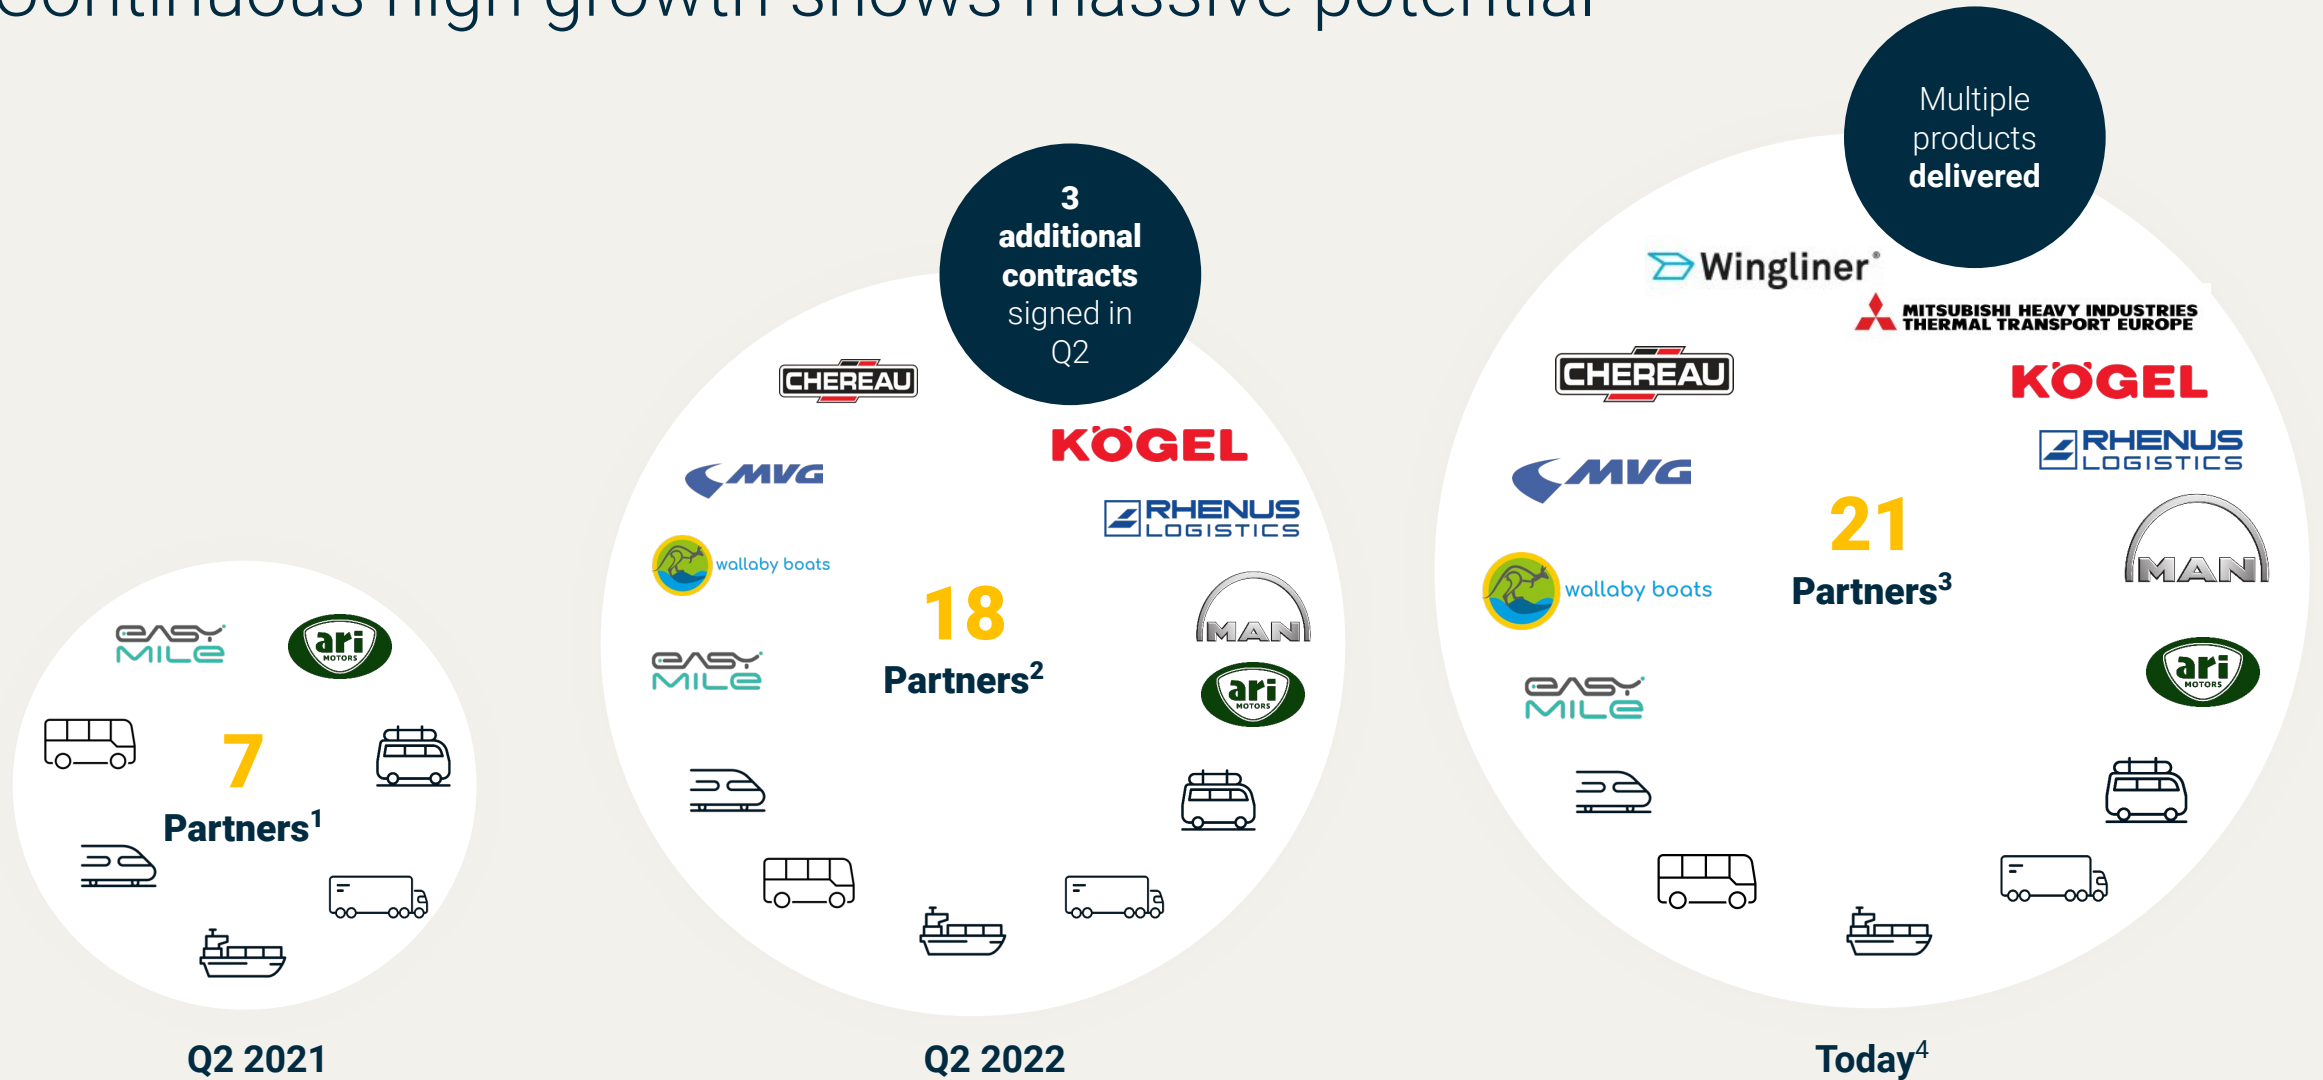 Continuous high growth shows massive potential
Multiple
products
delivered
3
additional
contracts
signed in
Q2
Wingliner®
MITSUBISHI HEAVY INDUSTRIES
THERMAL TRANSPORT EUROPE
CHEREAU
KÖGEL
RHENUS
LOGISTICS
MVG
21
Partners³
MAN
wallaby boats
ari
MOTORS
EASY
MILE
CHEREAU
KÖGEL
MVG
RHENUS
LOGISTICS
wallaby boats
18
Partners²
MAN
EASY
MILE
ari
MOTORS
EASY
MILE
ari
MOTORS
7
Partners¹
Q2 2021
Q2 2022
Today⁴